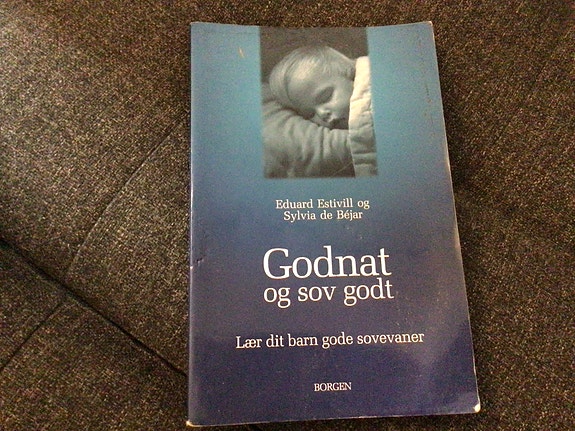 Eduard Estivill og
Sylvia de Béjar
Godnat
og sov godt
Lær dit barn gode sovevaner
BORGEN